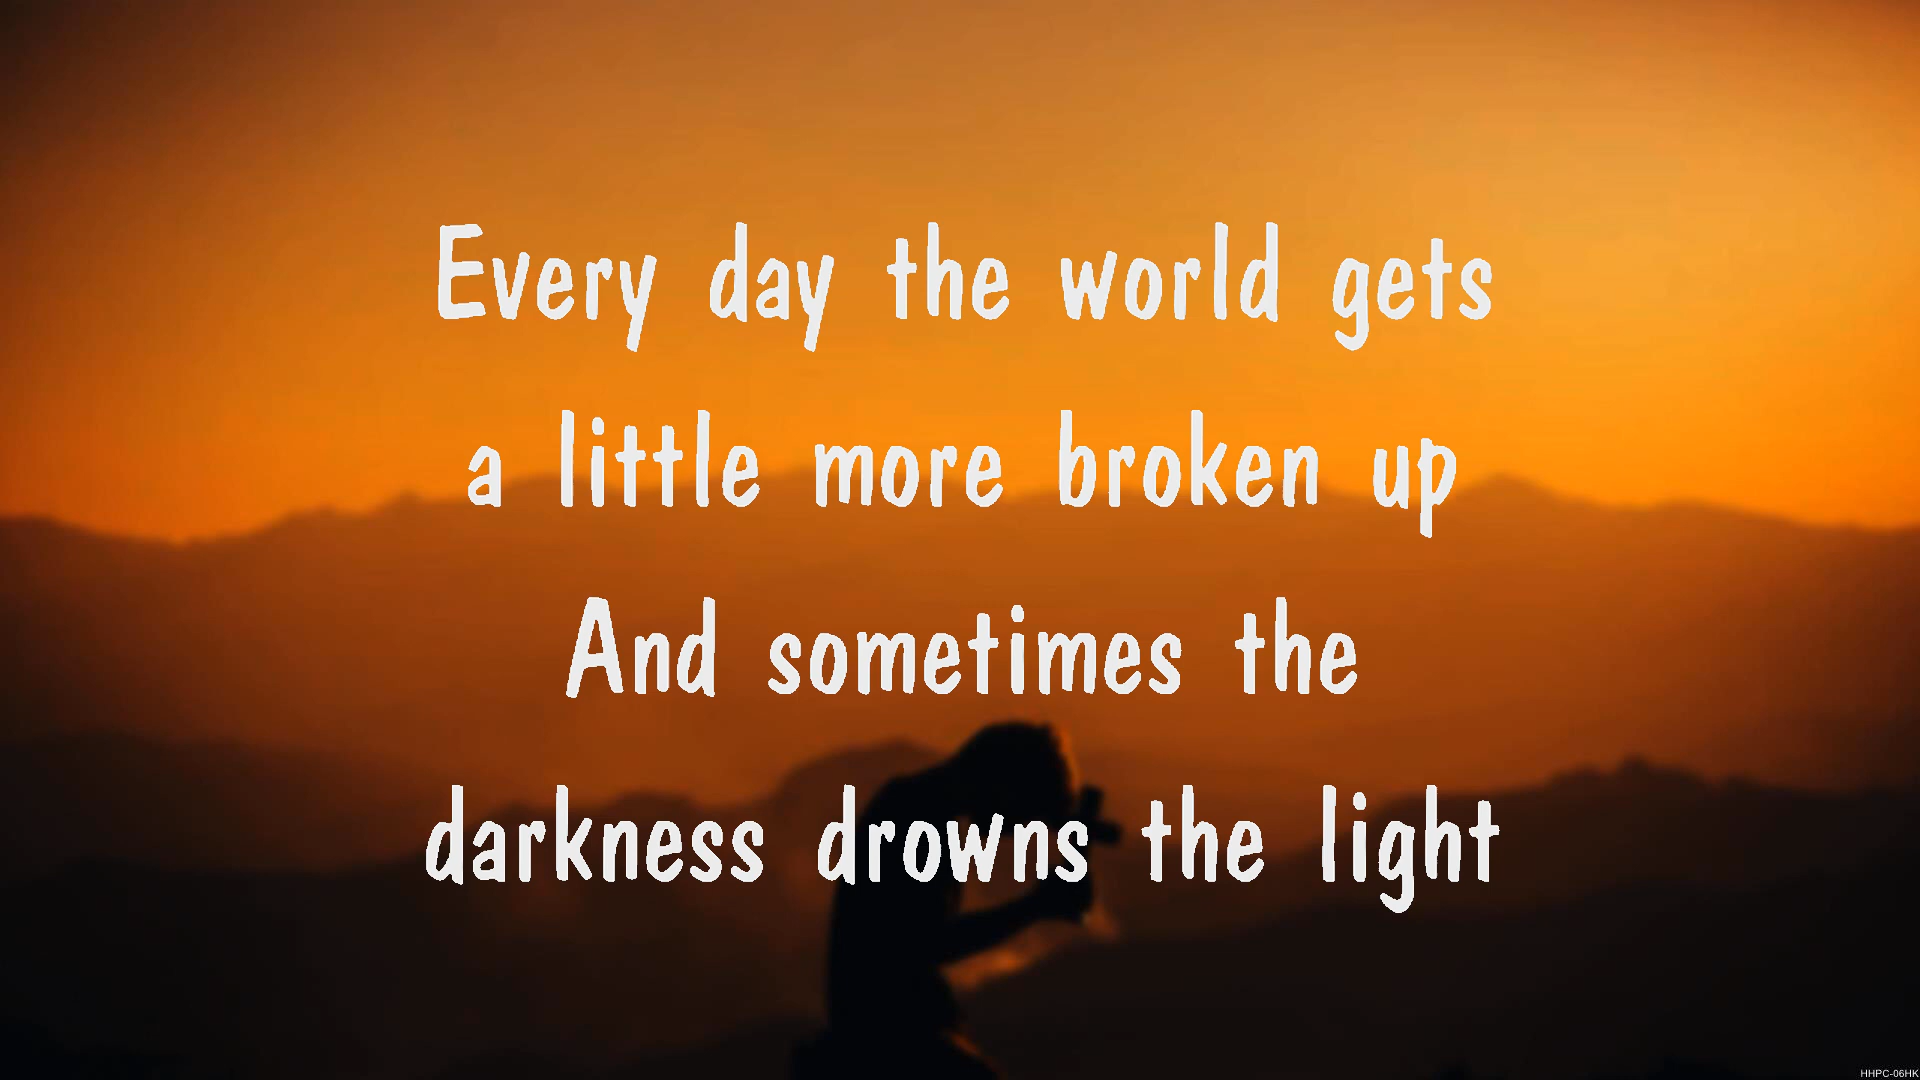 Every day the world gets
a little more broken up
And sometimes the
darkness drowns the light
HHPC-06HK